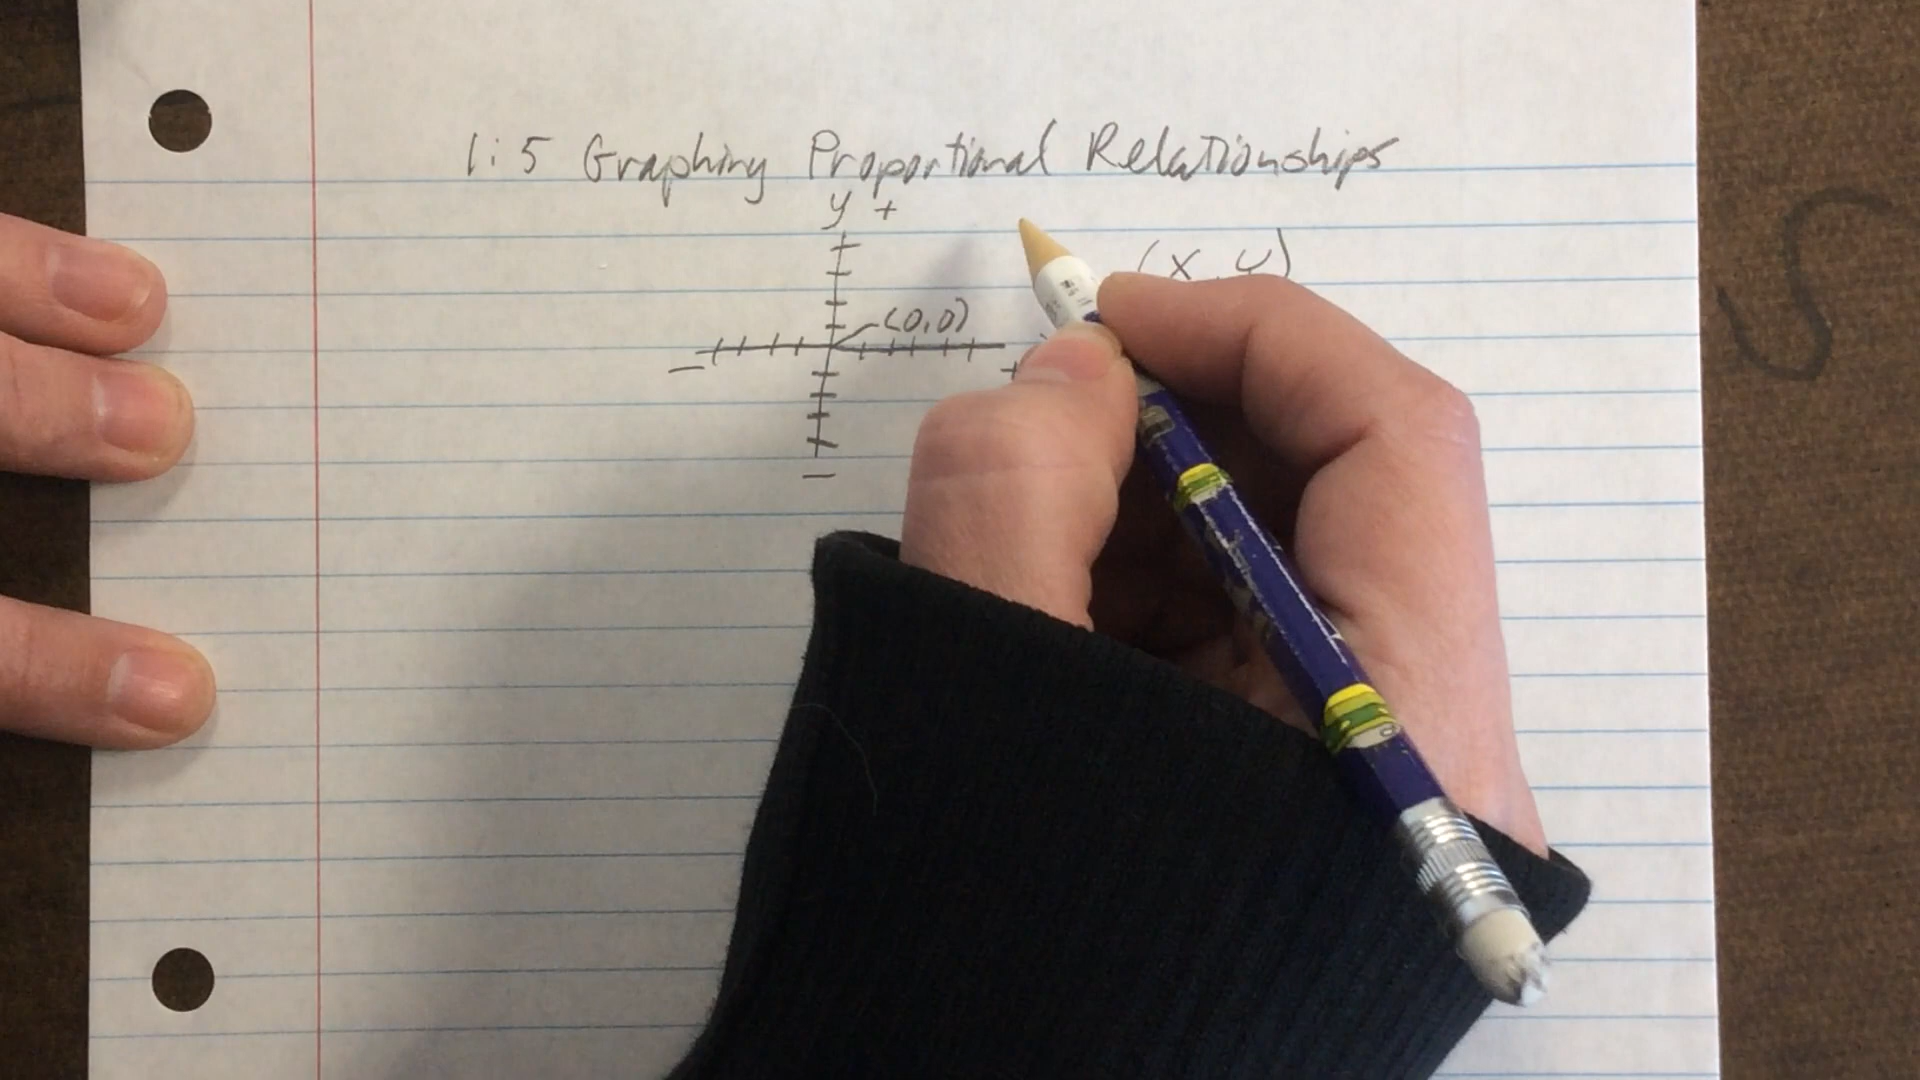 1:5 Graphing Proportional Relationships
y +
(x, y)
(0,0)
− +
−